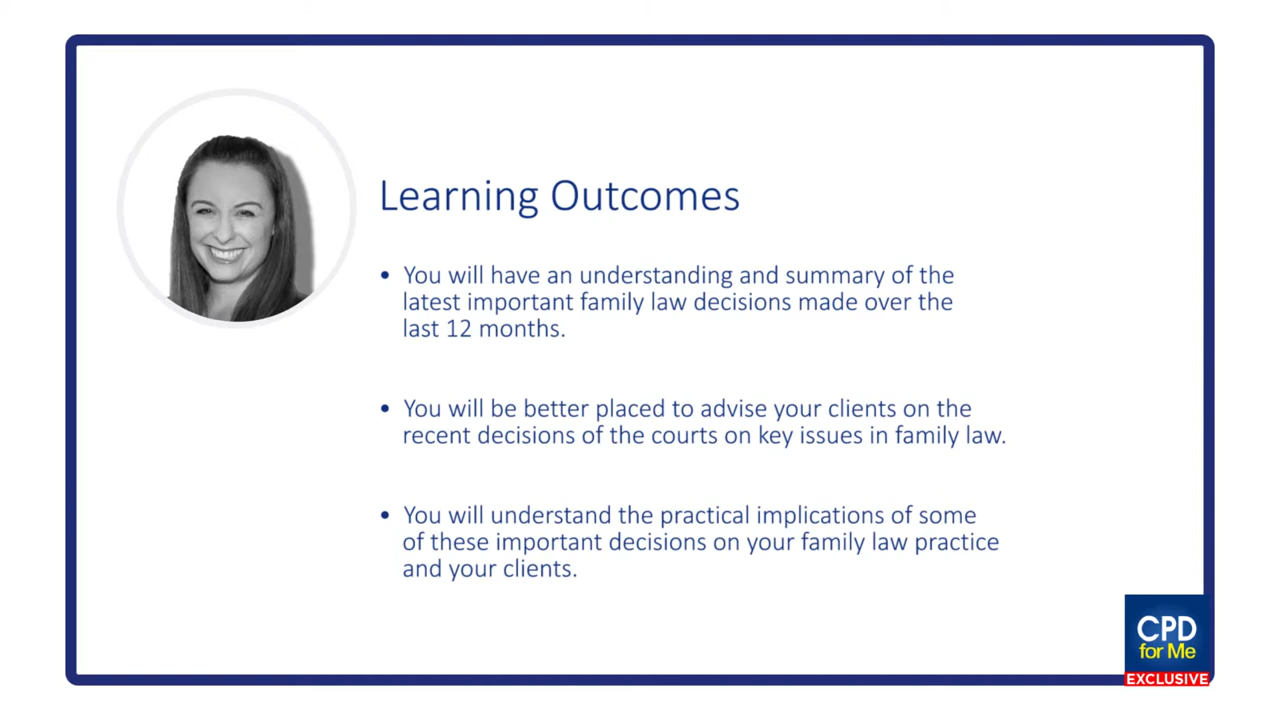 Learning Outcomes
• You will have an understanding and summary of the
latest important family law decisions made over the
last 12 months.
• You will be better placed to advise your clients on the
recent decisions of the courts on key issues in family law.
• You will understand the practical implications of some
of these important decisions on your family law practice
and your clients.
CPD
for Me
EXCLUSIVE